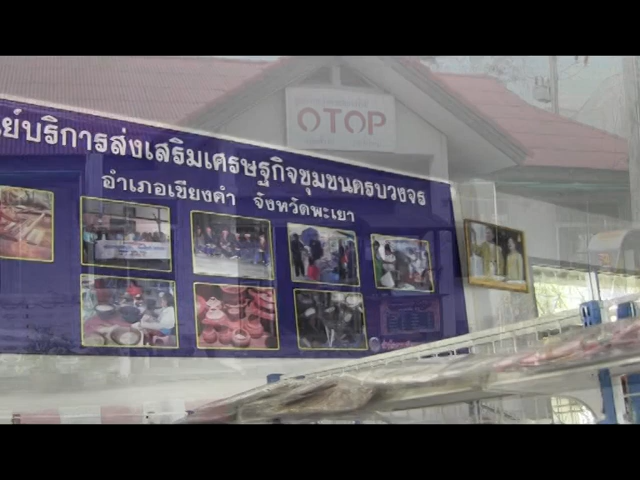 OTOP
ย์บริการส่งเสริมเศรษฐกิจชุมชนครบวงจร
อำเภอเชียงคำ จังหวัดพะเยา